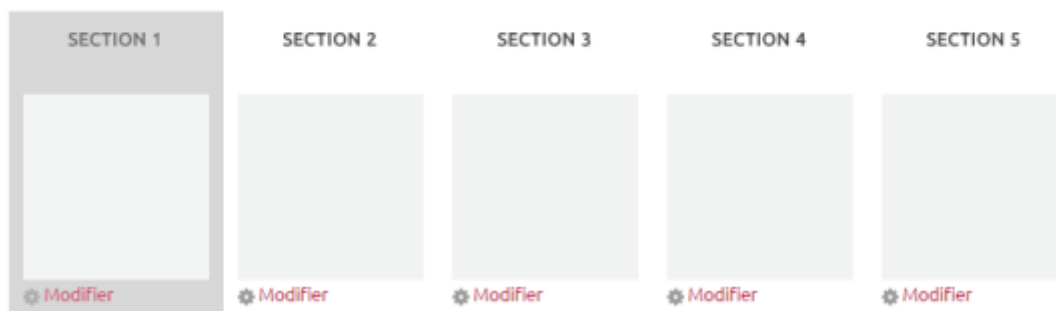 SECTION 1 SECTION 2 SECTION 3 SECTION 4 SECTION 5
Modifier Modifier Modifier Modifier Modifier